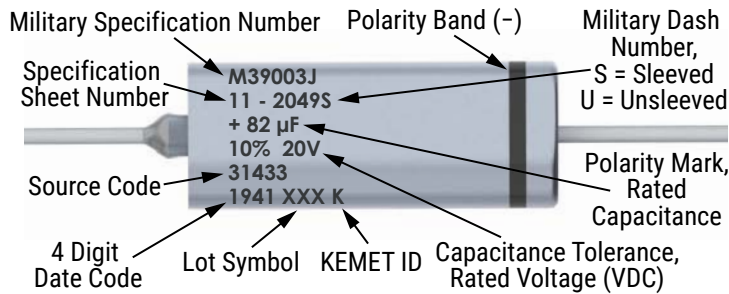 Military Specification Number
Polarity Band (−)
Military Dash
Number,
S = Sleeved
U = Unsleeved
Specification
Sheet Number
M39003J
11 - 2049S
+ 82 µF
10% 20V
31433
1941 XXX K
Source Code
Polarity Mark,
Rated
Capacitance
4 Digit
Date Code
Lot Symbol
KEMET ID
Capacitance Tolerance,
Rated Voltage (VDC)